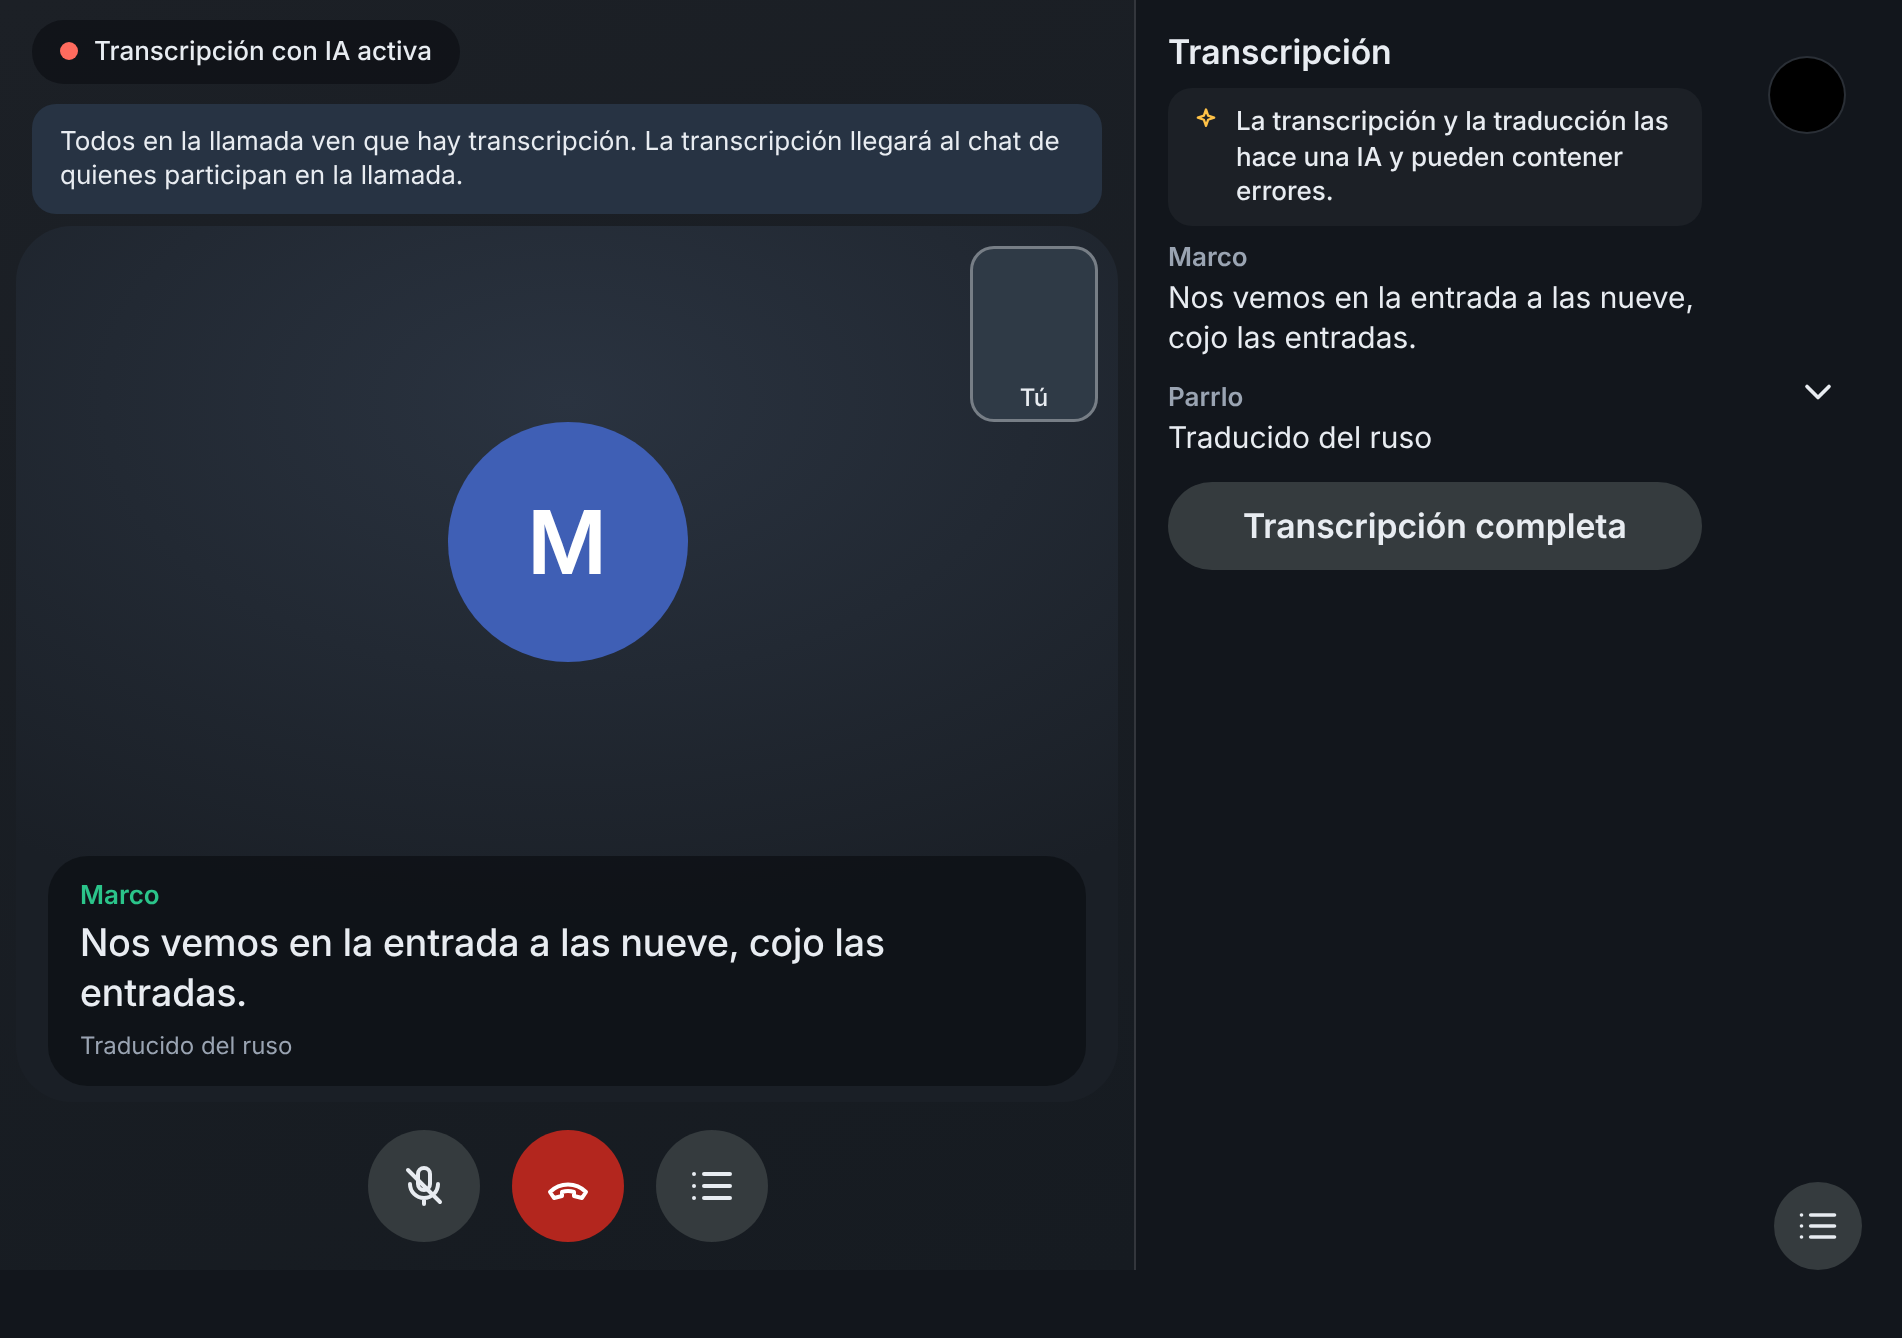 Transcripción con IA activa
Todos en la llamada ven que hay transcripción. La transcripción llegará al chat de
quienes participan en la llamada.
Tú
M
Marco
Nos vemos en la entrada a las nueve, cojo las
entradas.
Traducido del ruso
Transcripción
La transcripción y la traducción las
hace una IA y pueden contener
errores.
Marco
Nos vemos en la entrada a las nueve,
cojo las entradas.
Parrlo
Traducido del ruso
Transcripción completa